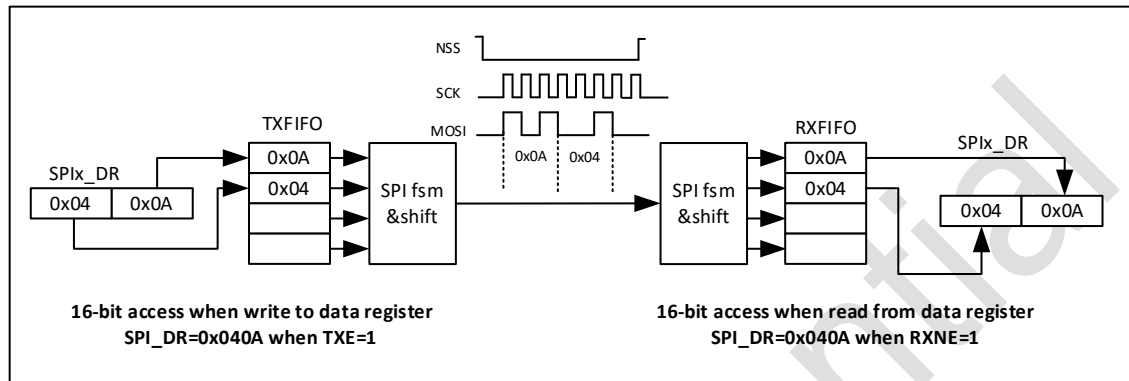 NSS
SCK
MOSI
0x0A 0x04
TXFIFO
0x0A
0x04
SPIx_DR
0x04 0x0A
SPI fsm
&shift
SPI fsm
&shift
RXFIFO
0x0A
0x04
SPIx_DR
0x04 0x0A
16-bit access when write to data register
SPI_DR=0x040A when TXE=1
16-bit access when read from data register
SPI_DR=0x040A when RXNE=1
ntial